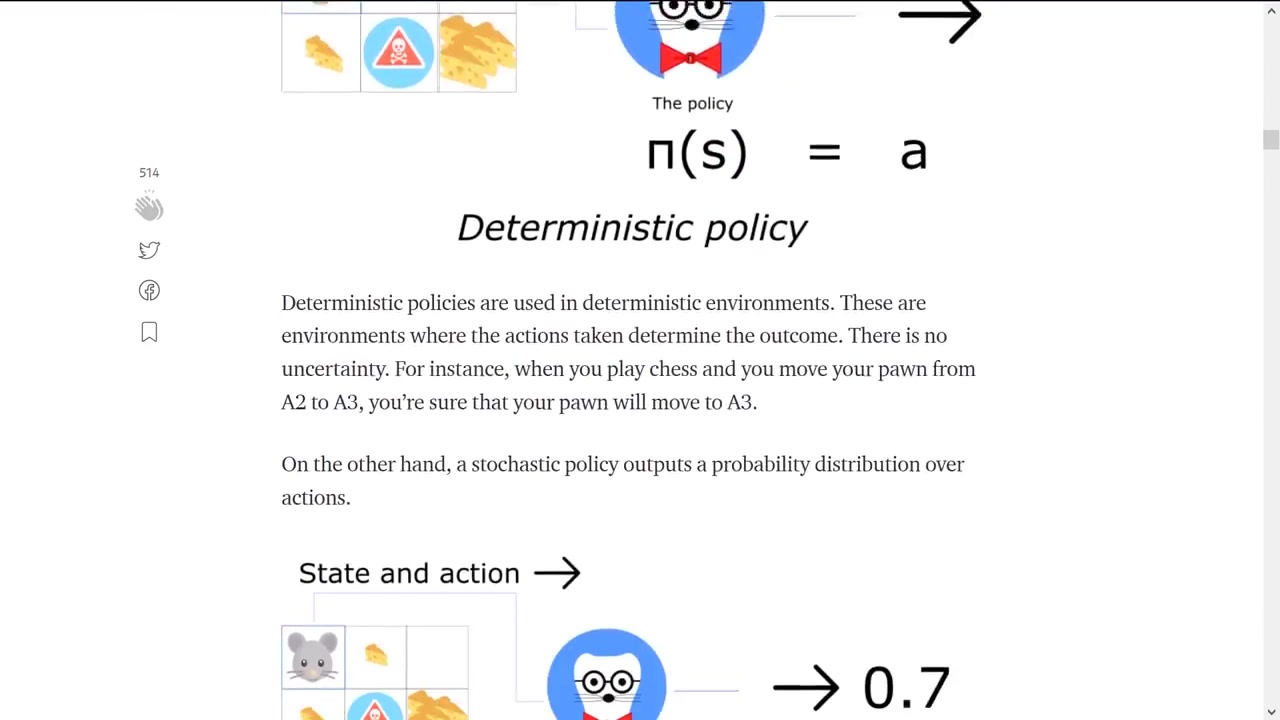 The policy
π(s) = a
Deterministic policy
514
Deterministic policies are used in deterministic environments. These are
environments where the actions taken determine the outcome. There is no
uncertainty. For instance, when you play chess and you move your pawn from
A2 to A3, you’re sure that your pawn will move to A3.
On the other hand, a stochastic policy outputs a probability distribution over
actions.
State and action →
→ 0.7